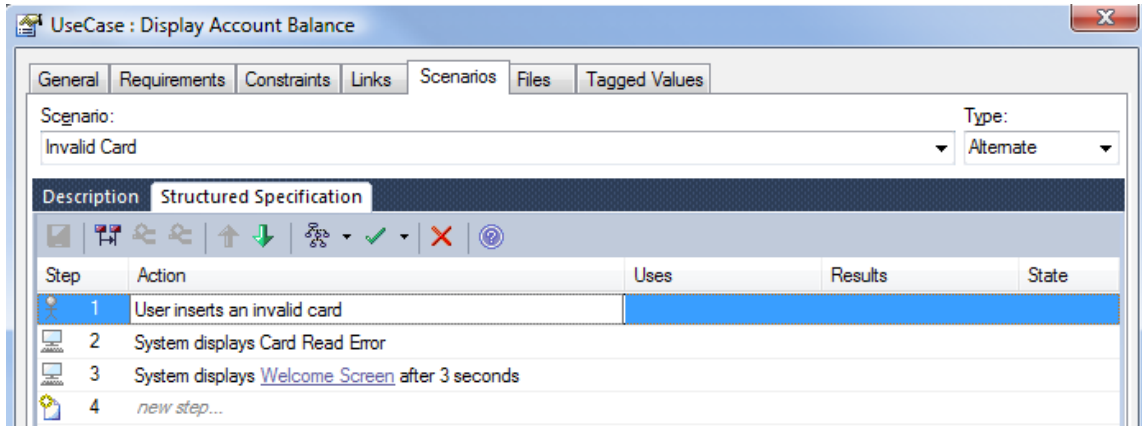 UseCase : Display Account Balance
General Requirements Constraints Links Scenarios Files Tagged Values
Scenario: Type:
Invalid Card Alternate
Description Structured Specification
Step Action Uses Results State
1 User inserts an invalid card
2 System displays Card Read Error
3 System displays Welcome Screen after 3 seconds
4 new step...